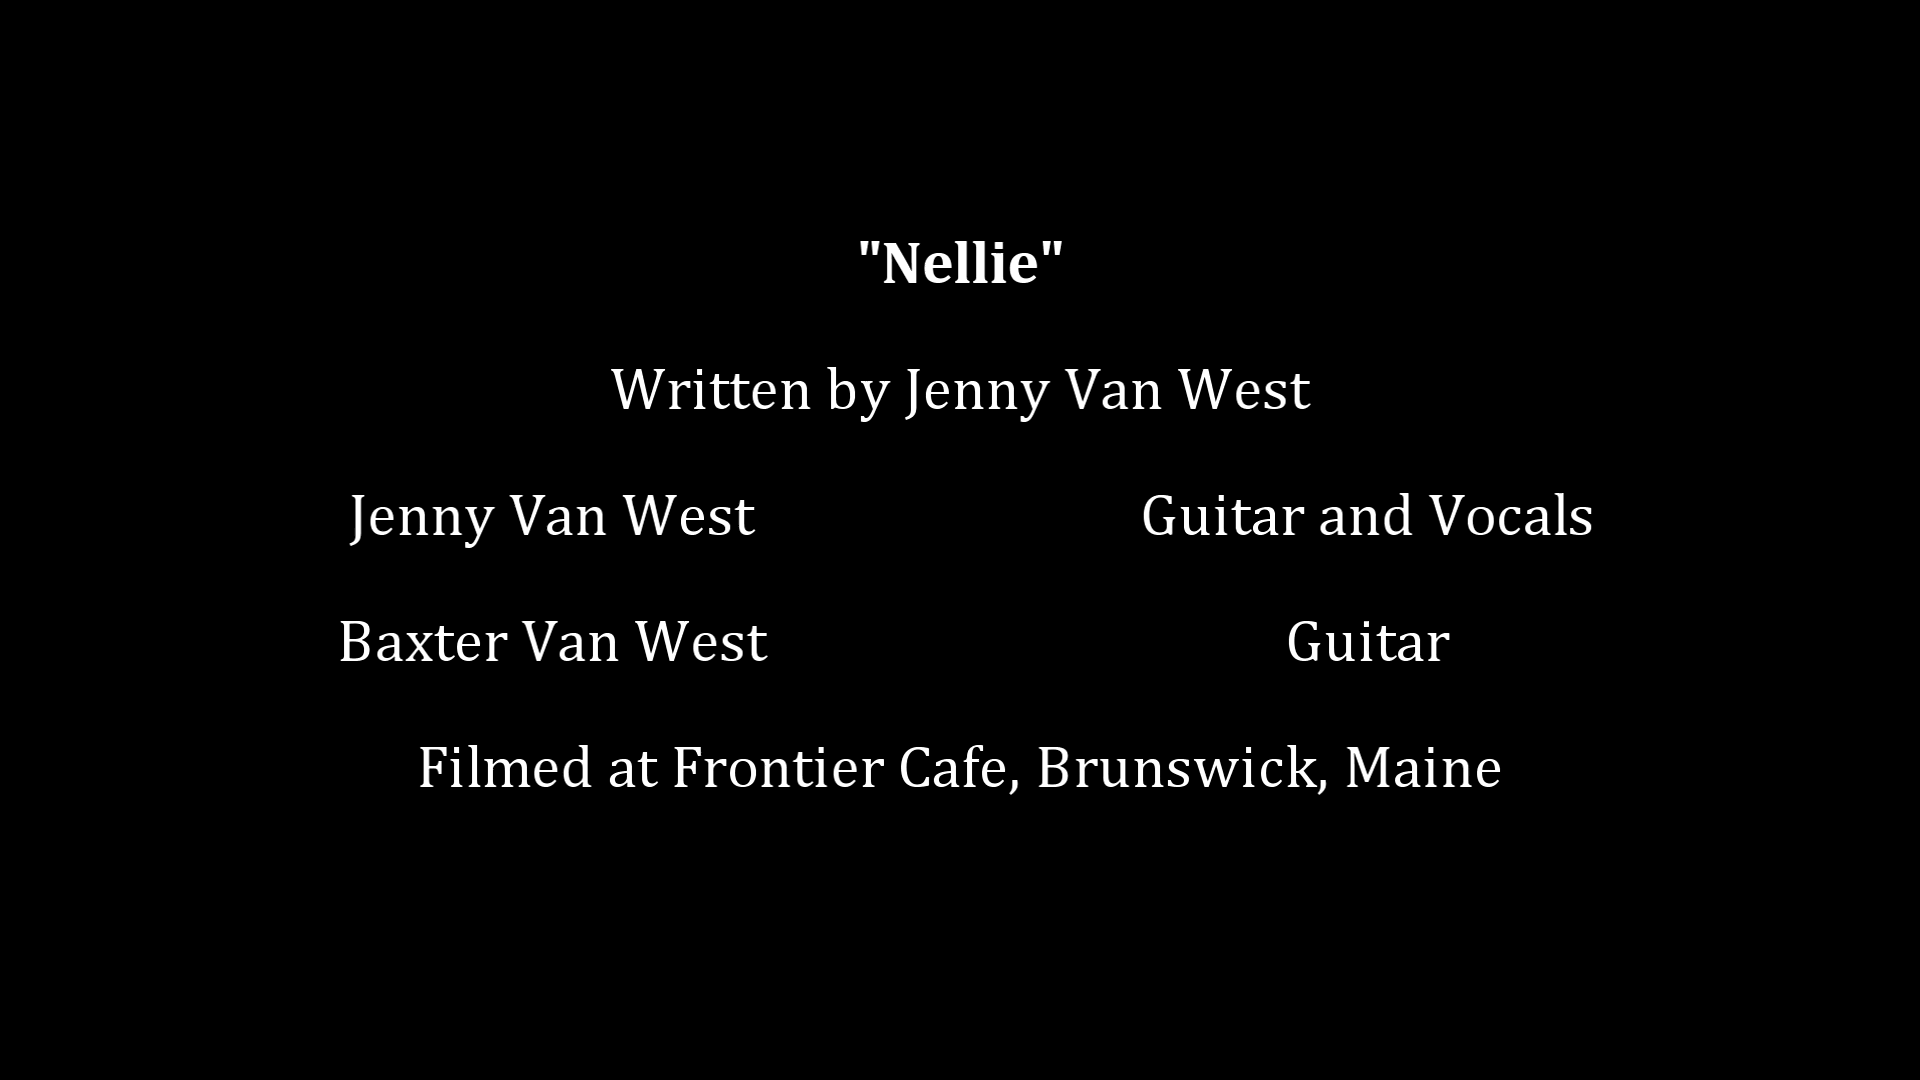 "Nellie"
Written by Jenny Van West
Jenny Van West Guitar and Vocals
Baxter Van West Guitar
Filmed at Frontier Cafe, Brunswick, Maine